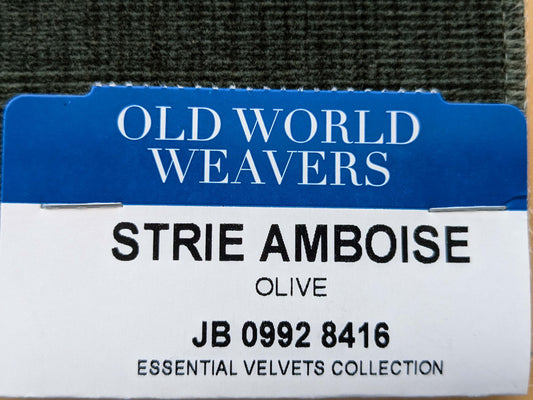 OLD WORLD
WEAVERS
STRIE AMBOISE
OLIVE
JB 0992 8416
ESSENTIAL VELVETS COLLECTION